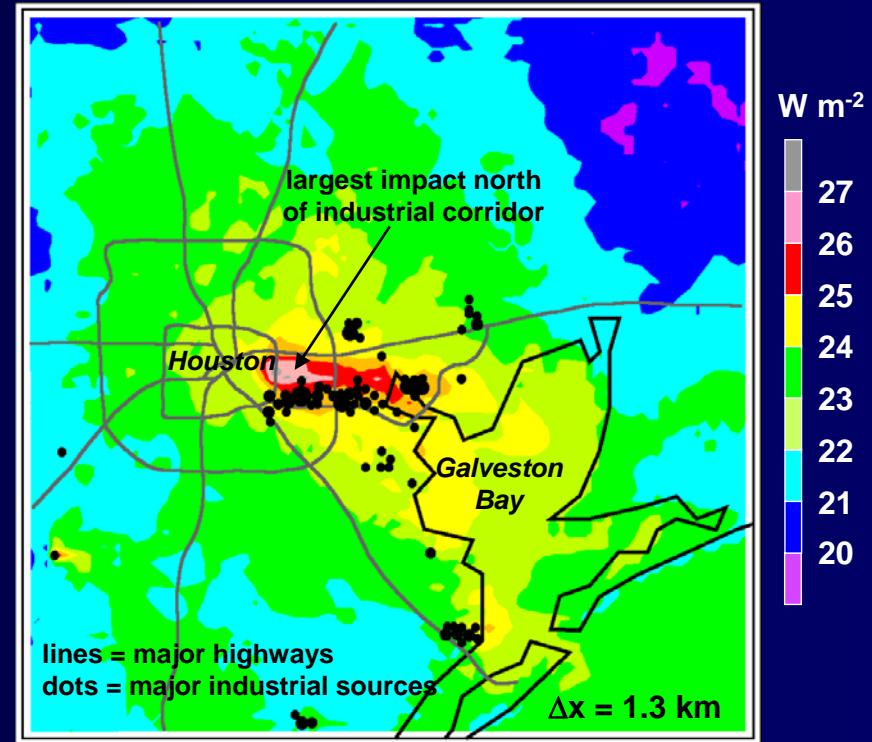 W m-2
largest impact north
of industrial corridor
27
26
25
24
23
22
21
20
Houston
Galveston
Bay
lines = major highways
dots = major industrial sources
Δx = 1.3 km